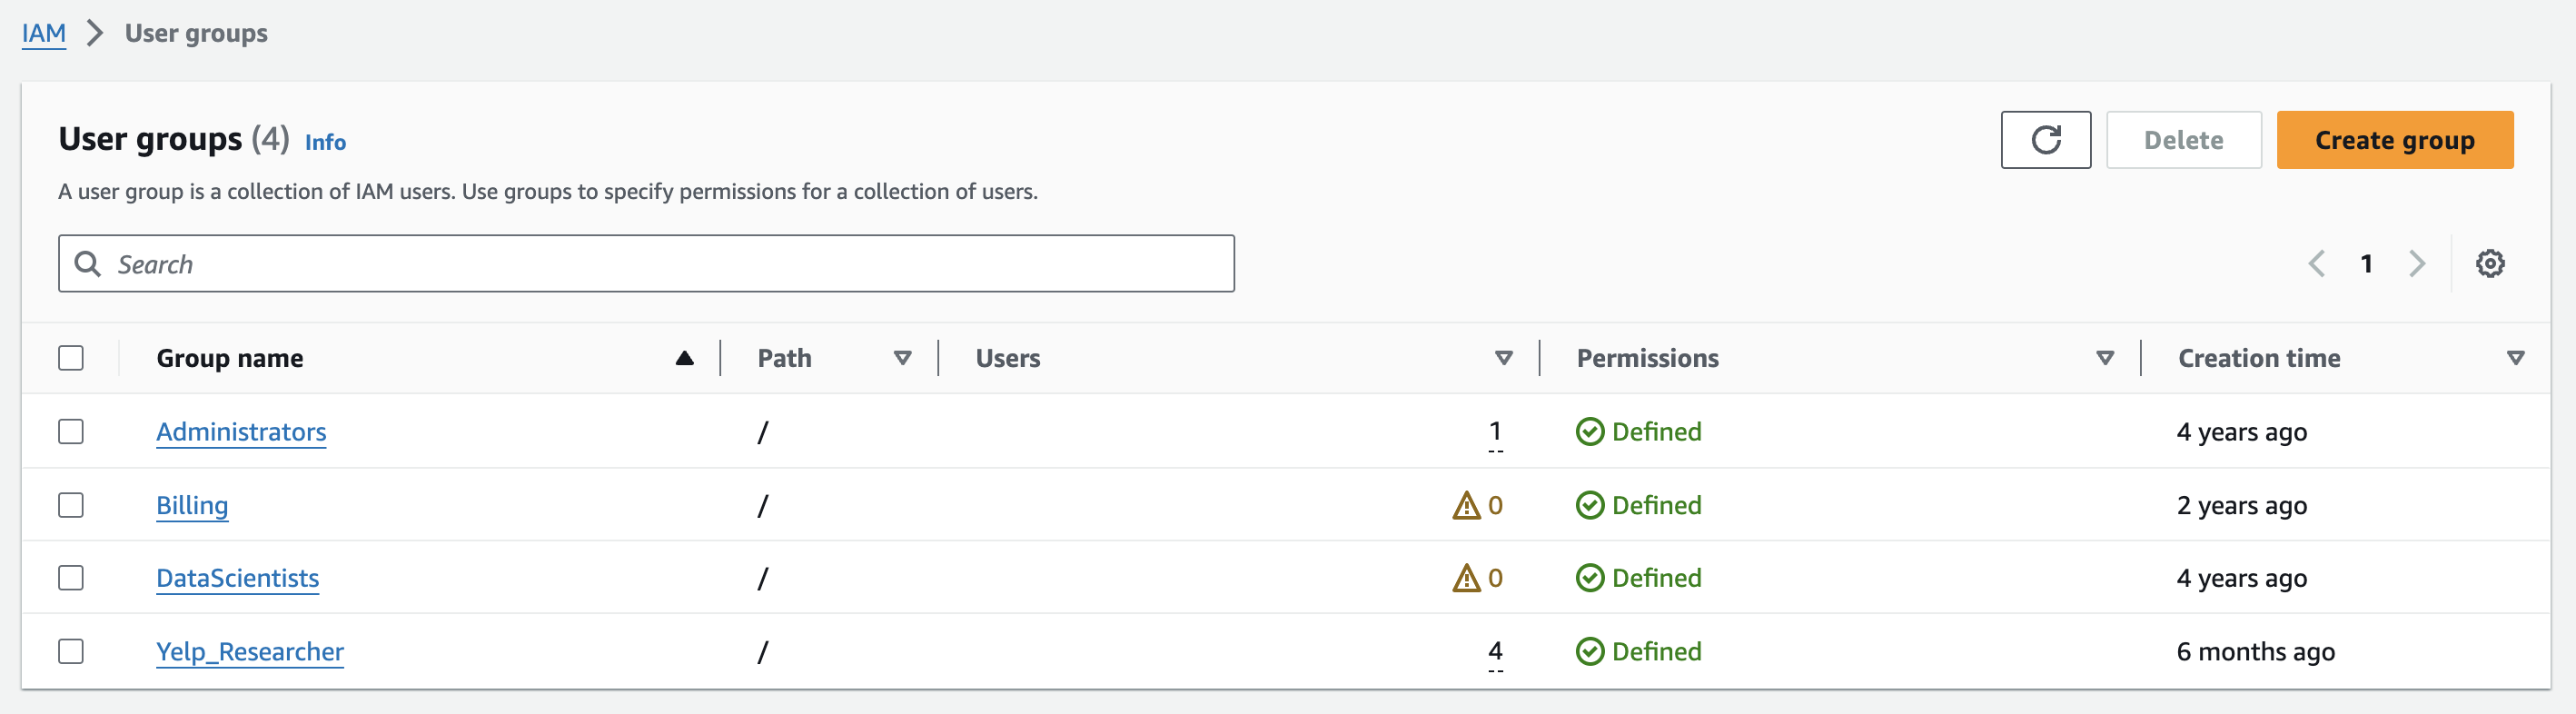 IAM > User groups
User groups (4) Info
Delete
Create group
A user group is a collection of IAM users. Use groups to specify permissions for a collection of users.
Search
1
Group name Path Users Permissions Creation time
Administrators / 1 Defined 4 years ago
Billing / 0 Defined 2 years ago
DataScientists / 0 Defined 4 years ago
Yelp_Researcher / 4 Defined 6 months ago